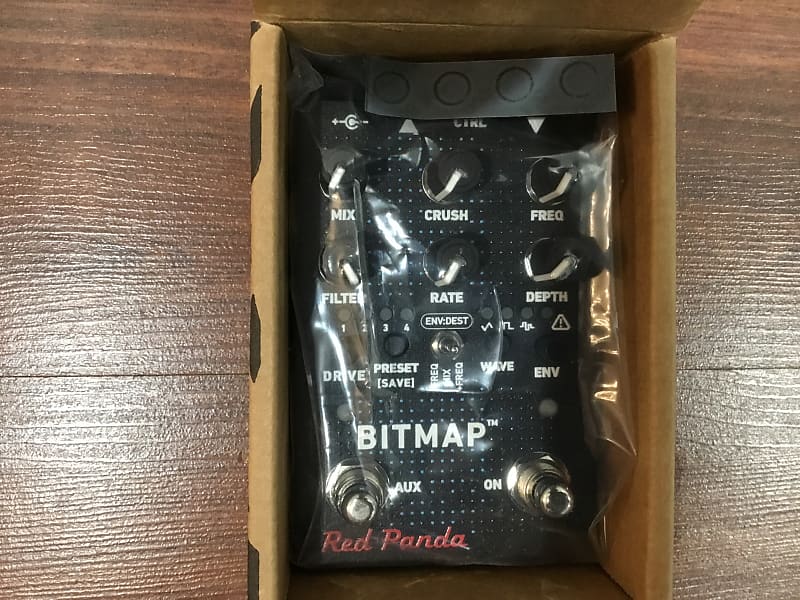 CTRL
MIX CRUSH FREQ
FILTER RATE DEPTH
1 2 3 4 ENV:DEST
DRIVE PRESET WAVE ENV
[SAVE]
FREQ
MIX
+FREQ
BITMAP™
AUX ON
Red Panda